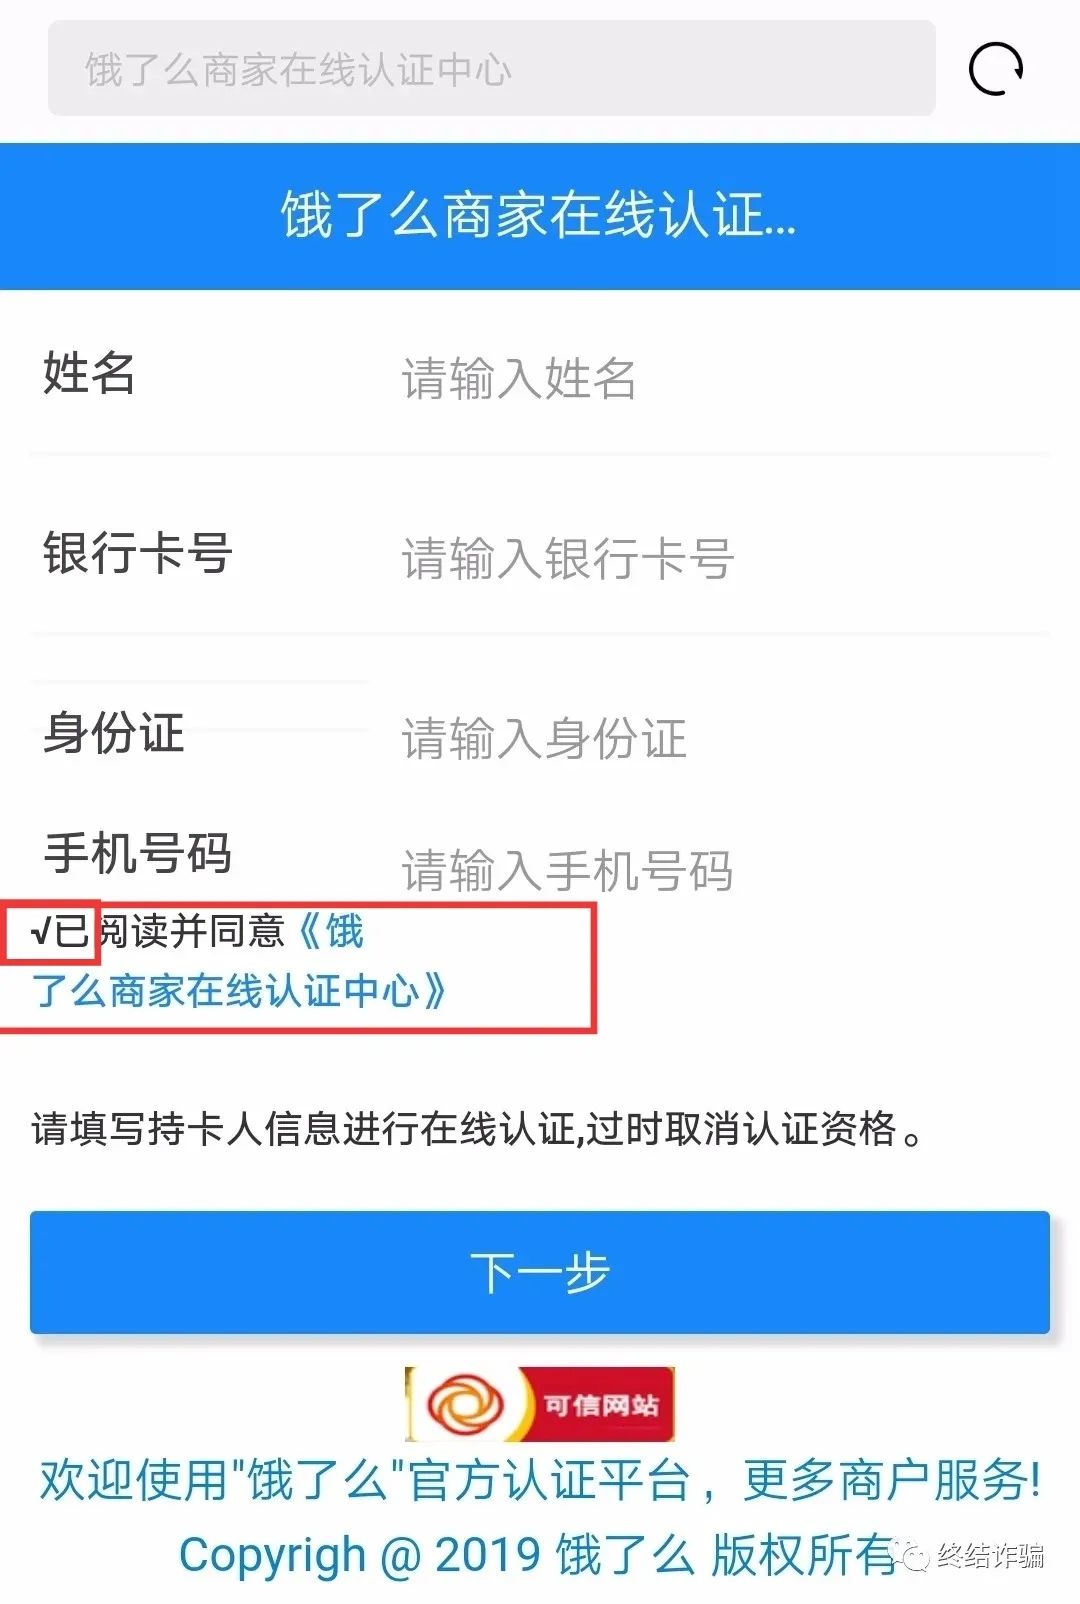 饿了么商家在线认证中心
饿了么商家在线认证...
姓名 请输入姓名
银行卡号 请输入银行卡号
身份证 请输入身份证
手机号码 请输入手机号码
√已阅读并同意《饿
了么商家在线认证中心》
请填写持卡人信息进行在线认证,过时取消认证资格。
下一步
可信网站
欢迎使用"饿了么"官方认证平台，更多商户服务!
Copyrigh @ 2019 饿了么 版权所有
终结诈骗